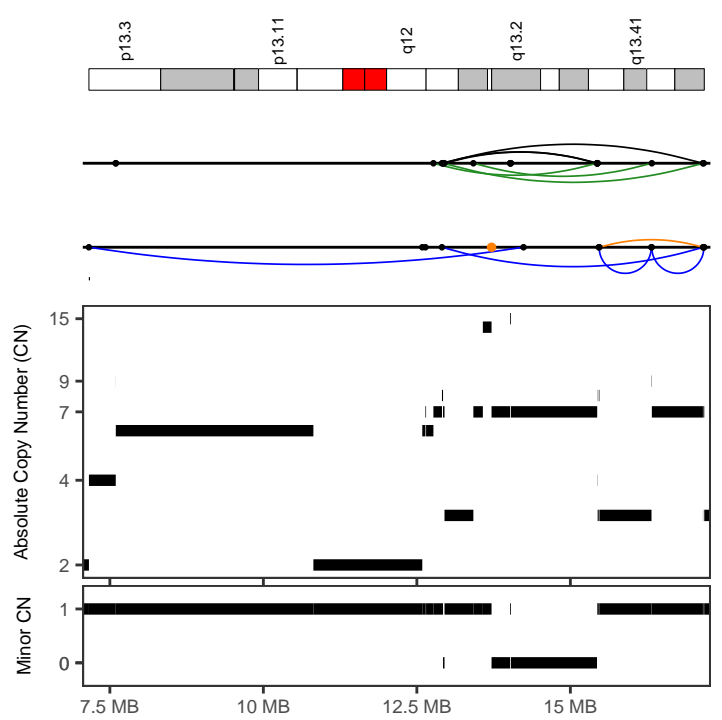 p13.3
p13.11
q12
q13.2
q13.41
Absolute Copy Number (CN)
15
9
7
4
2
Minor CN
1
0
7.5 MB
10 MB
12.5 MB
15 MB